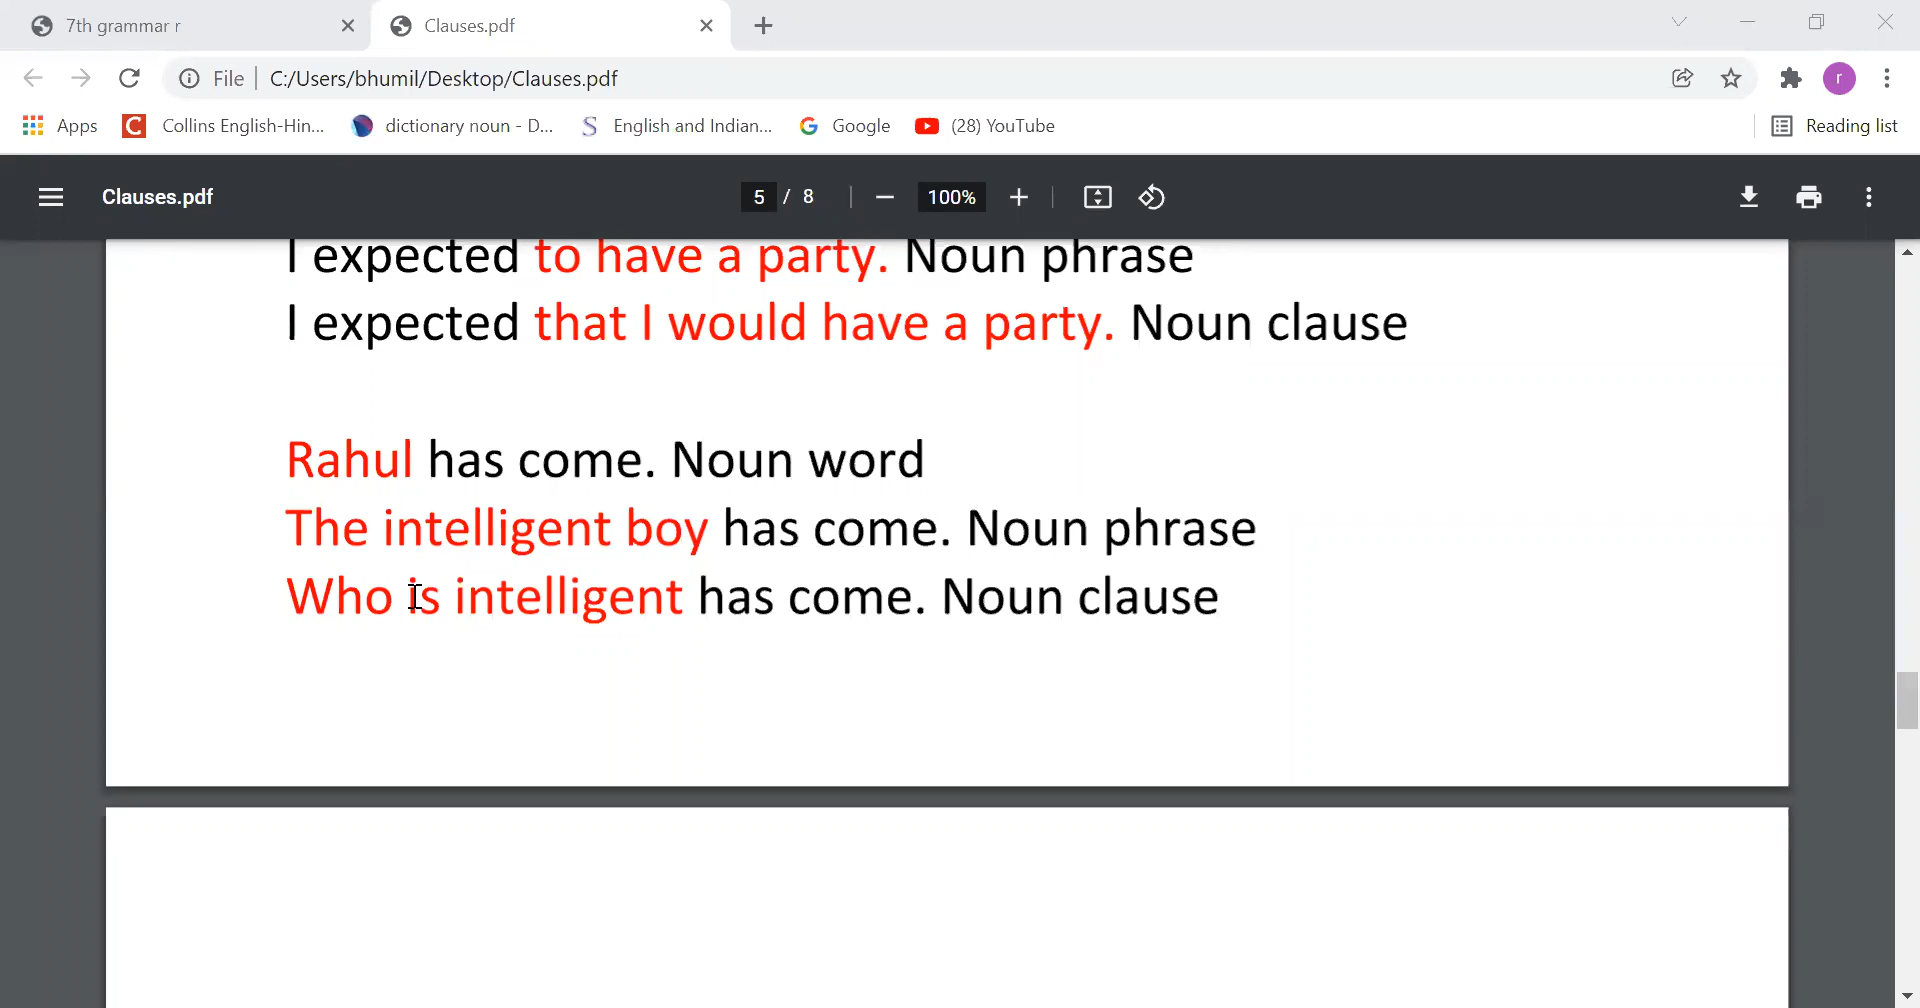 7th grammar r
Clauses.pdf
File
C:/Users/bhumil/Desktop/Clauses.pdf
r
Apps
Collins English-Hin...
dictionary noun - D...
English and Indian...
Google
(28) YouTube
Reading list
Clauses.pdf
5 / 8
100%
I expected to have a party. Noun phrase
I expected that I would have a party. Noun clause
Rahul has come. Noun word
The intelligent boy has come. Noun phrase
Who is intelligent has come. Noun clause